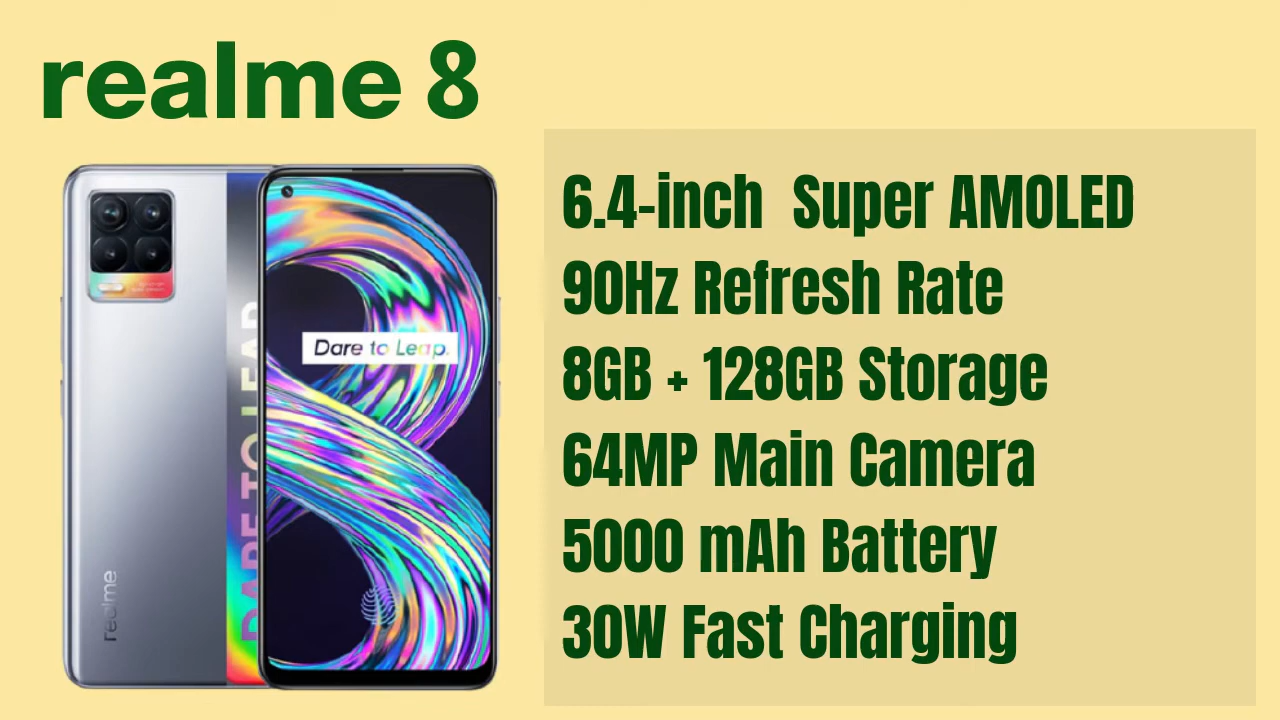 realme 8
6.4-inch Super AMOLED
90Hz Refresh Rate
8GB + 128GB Storage
64MP Main Camera
5000 mAh Battery
30W Fast Charging
Dare to Leap.
DARE TO LEAP
realme